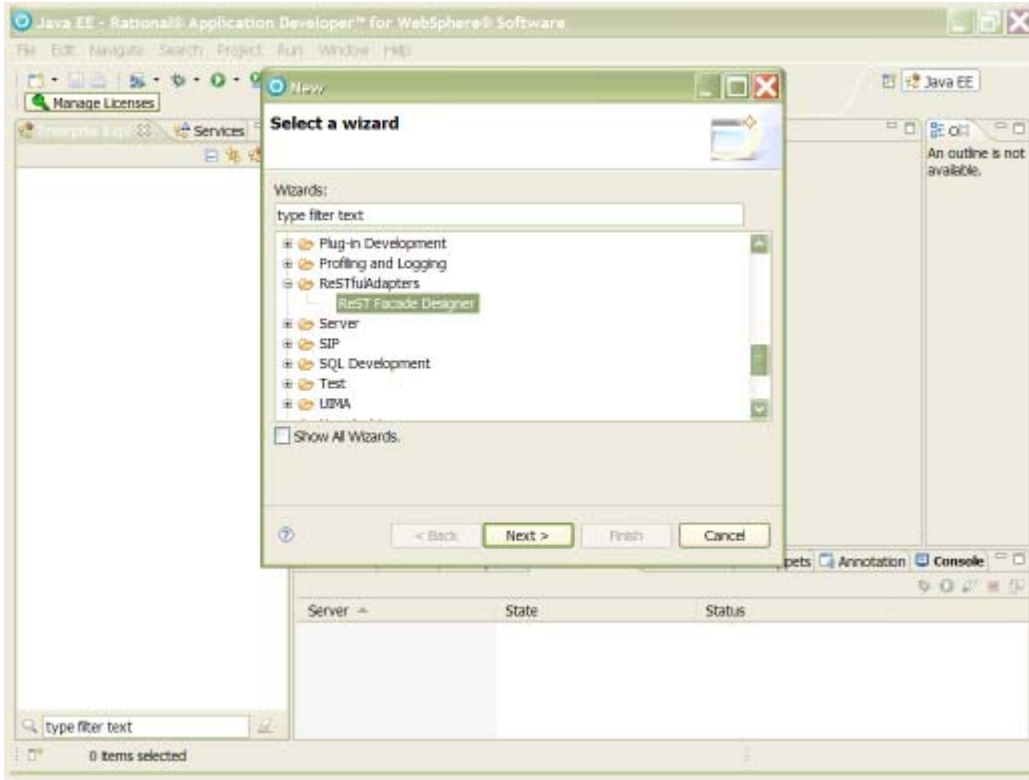 Java EE - Rational® Application Developer™ for WebSphere® Software
File Edit Navigate Search Project Run Window Help
Manage Licenses
Java EE
Services
New
Select a wizard
Wizards:
type filter text
Plug-in Development
Profiling and Logging
ReSTfulAdapters
ReST Facade Designer
Server
SIP
SQL Development
Test
UIMA
Show All Wizards.
< Back
Next >
Finish
Cancel
An outline is not
available.
Annotation
Console
Server
State
Status
type filter text
0 items selected